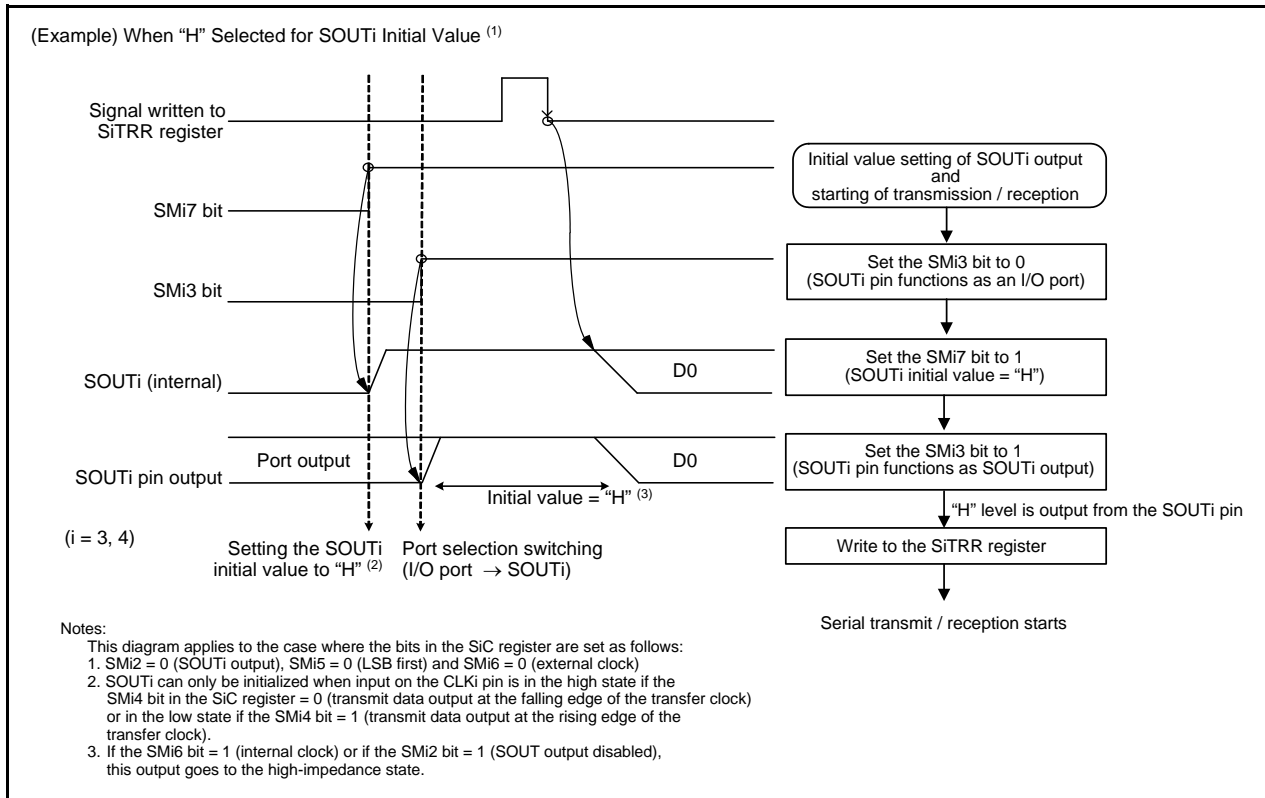 (Example) When “H” Selected for SOUTi Initial Value (1)
Signal written to
SiTRR register
SMi7 bit
SMi3 bit
SOUTi (internal)
D0
SOUTi pin output
Port output
D0
Initial value = “H” (3)
(i = 3, 4)
Setting the SOUTi
initial value to “H” (2)
Port selection switching
(I/O port → SOUTi)
Initial value setting of SOUTi output
and
starting of transmission / reception
Set the SMi3 bit to 0
(SOUTi pin functions as an I/O port)
Set the SMi7 bit to 1
(SOUTi initial value = “H”)
Set the SMi3 bit to 1
(SOUTi pin functions as SOUTi output)
“H” level is output from the SOUTi pin
Write to the SiTRR register
Serial transmit / reception starts
Notes:
This diagram applies to the case where the bits in the SiC register are set as follows:
1. SMi2 = 0 (SOUTi output), SMi5 = 0 (LSB first) and SMi6 = 0 (external clock)
2. SOUTi can only be initialized when input on the CLKi pin is in the high state if the
SMi4 bit in the SiC register = 0 (transmit data output at the falling edge of the transfer clock)
or in the low state if the SMi4 bit = 1 (transmit data output at the rising edge of the
transfer clock).
3. If the SMi6 bit = 1 (internal clock) or if the SMi2 bit = 1 (SOUT output disabled),
this output goes to the high-impedance state.